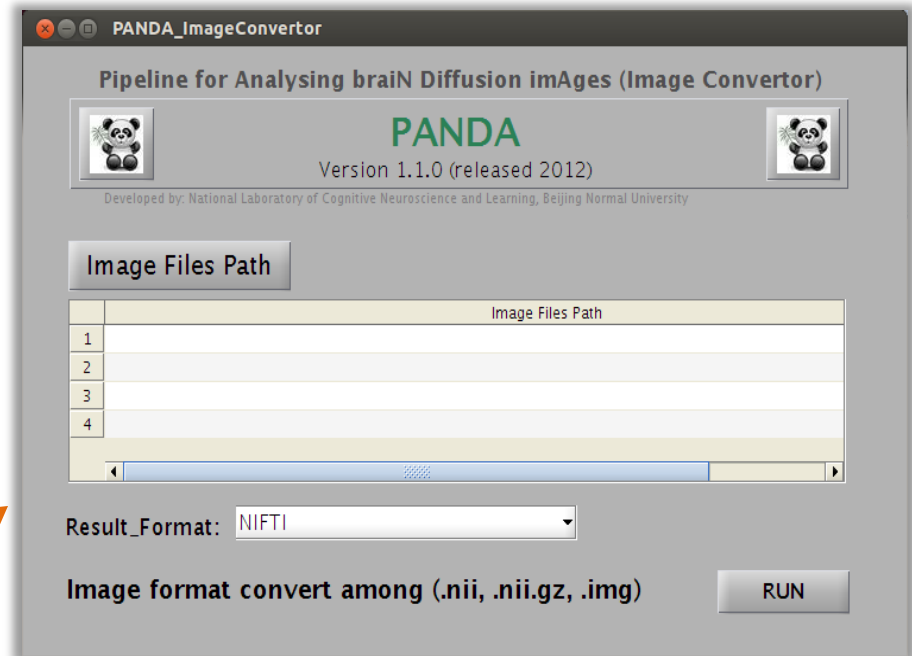 PANDA_ImageConvertor
Pipeline for Analysing braiN Diffusion imAges (Image Convertor)
PANDA
Version 1.1.0 (released 2012)
Developed by: National Laboratory of Cognitive Neuroscience and Learning, Beijing Normal University
Image Files Path
Image Files Path
1
2
3
4
Result_Format: NIFTI
Image format convert among (.nii, .nii.gz, .img) RUN